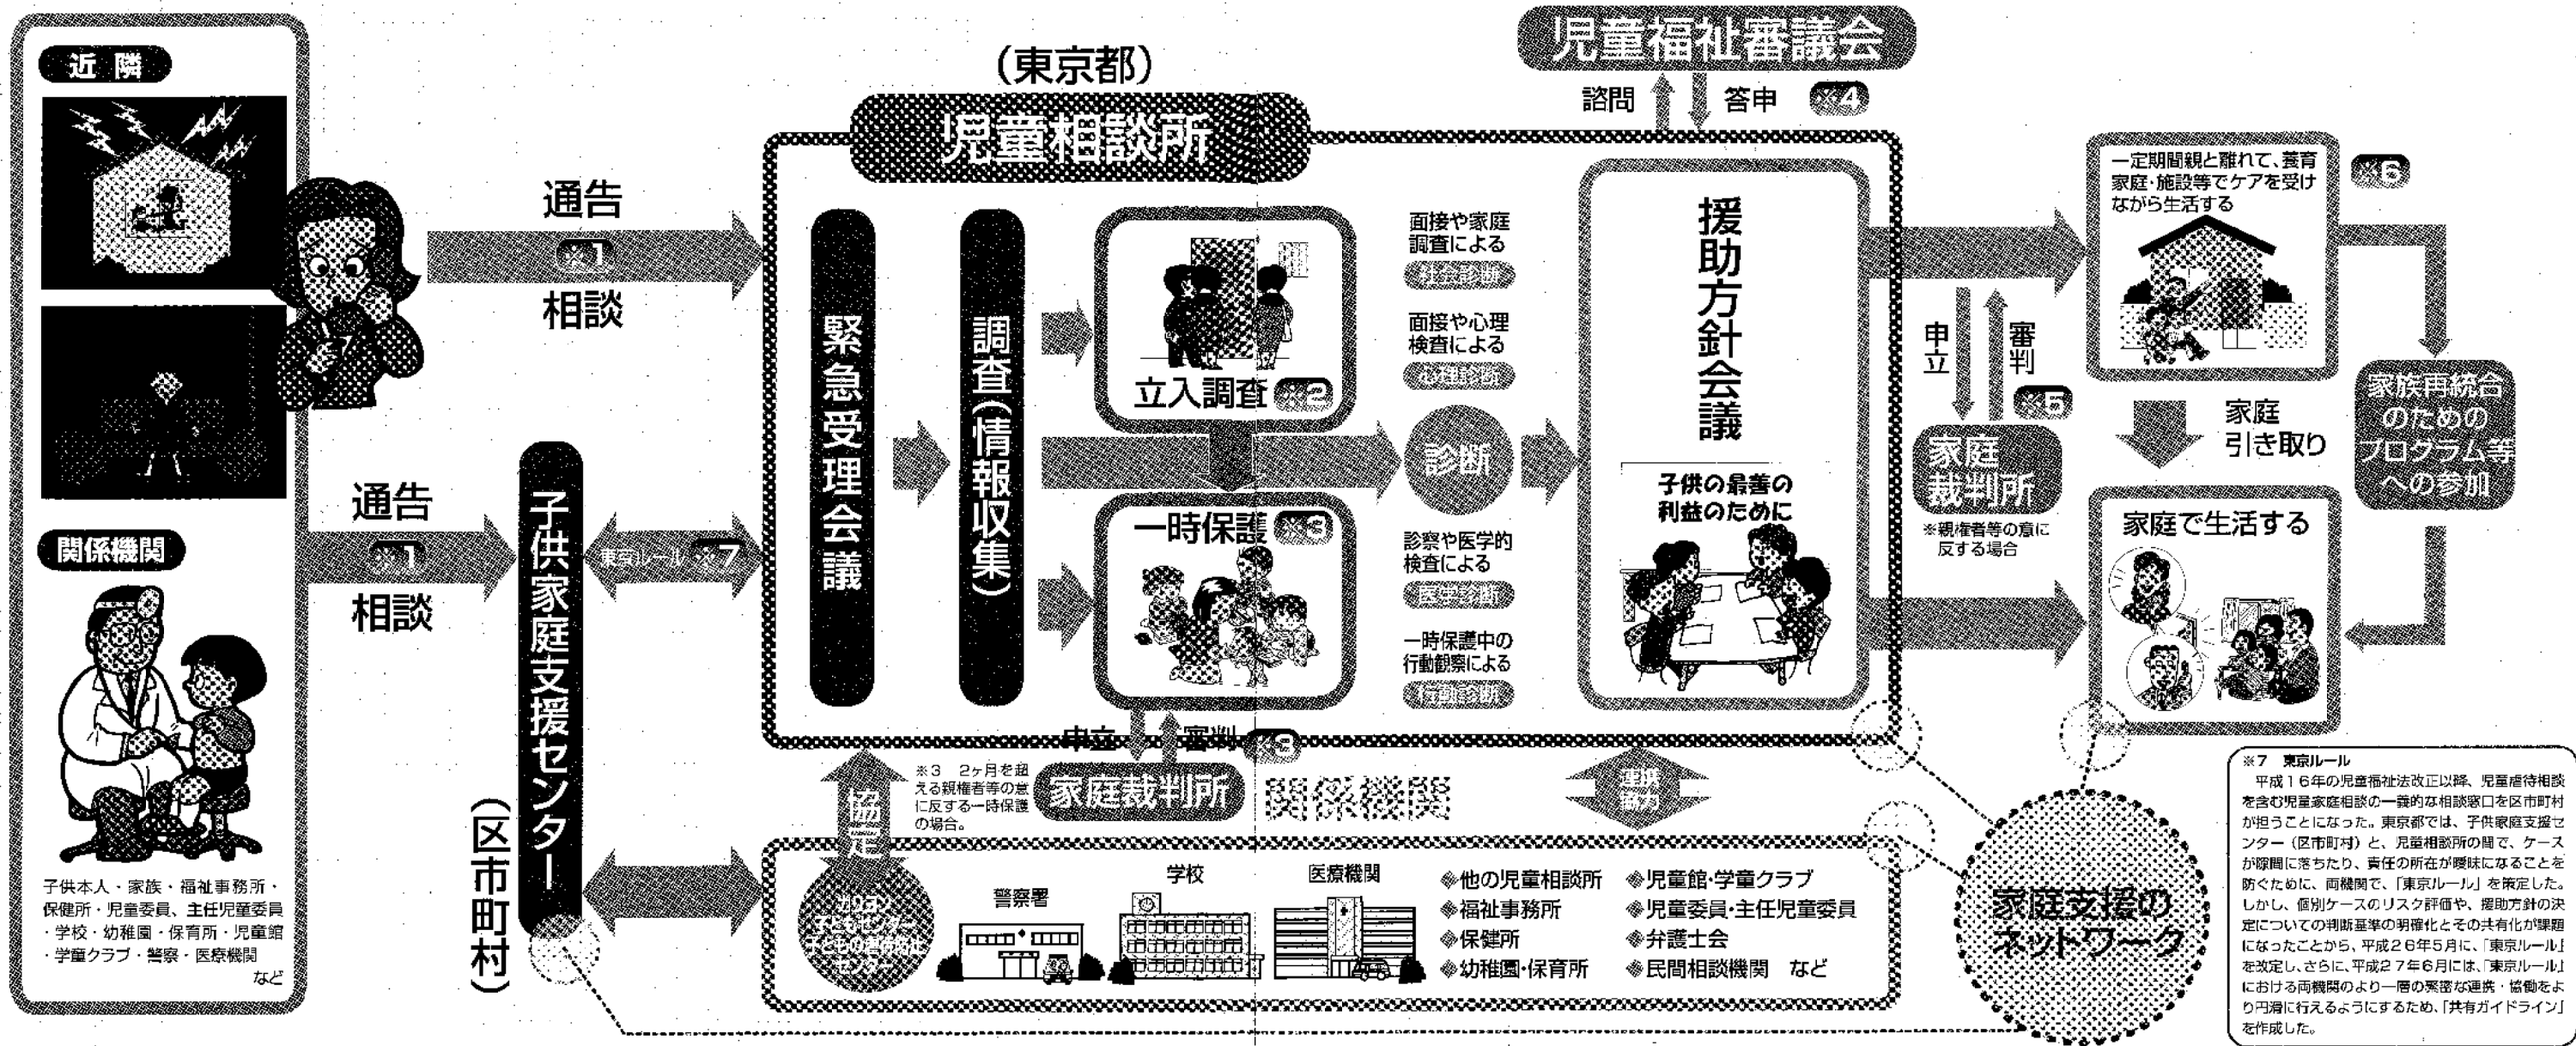 近隣
関係機関
子供本人・家族・福祉事務所・
保健所・児童委員、主任児童委員
・学校・幼稚園・保育所・児童館
・学童クラブ・警察・医療機関
など
通告
※1
相談
通告
※1
相談
子供家庭支援センター
(区市町村)
東京ルール ※7
(東京都)
児童相談所
緊急受理会議
調査(情報収集)
立入調査 ※2
一時保護 ※3
面接や家庭
調査による
社会診断
面接や心理
検査による
心理診断
診断
診察や医学的
検査による
医学診断
一時保護中の
行動観察による
行動診断
援助方針会議
子供の最善の
利益のために
児童福祉審議会
諮問
答申
※4
申立
審判
※3
※3 2ヶ月を超
える親権者等の意
に反する一時保護
の場合。
家庭裁判所
関係機関
連携
協力
協定
子どもの虐待防止
センター
警察署
学校
医療機関
◆他の児童相談所
◆福祉事務所
◆保健所
◆幼稚園・保育所
◆児童館・学童クラブ
◆児童委員・主任児童委員
◆弁護士会
◆民間相談機関 など
一定期間親と離れて、養育
家庭・施設等でケアを受け
ながら生活する
※6
申立
審判
※5
家庭
裁判所
※親権者等の意に
反する場合
家庭
引き取り
家族再統合
のための
プログラム等
への参加
家庭で生活する
家庭支援の
ネットワーク
※7 東京ルール
平成16年の児童福祉法改正以降、児童虐待相談
を含む児童家庭相談の一義的な相談窓口を区市町村
が担うことになった。東京都では、子供家庭支援セ
ンター(区市町村)と、児童相談所の間で、ケース
が隙間に落ちたり、責任の所在が曖昧になることを
防ぐために、両機関で、「東京ルール」を策定した。
しかし、個別ケースのリスク評価や、援助方針の決
定についての判断基準の明確化とその共有化が課題
になったことから、平成26年5月に、「東京ルール」
を改定し、さらに、平成27年6月には、「東京ルール」
における両機関のより一層の緊密な連携・協働をよ
り円滑に行えるようにするため、「共有ガイドライン」
を作成した。